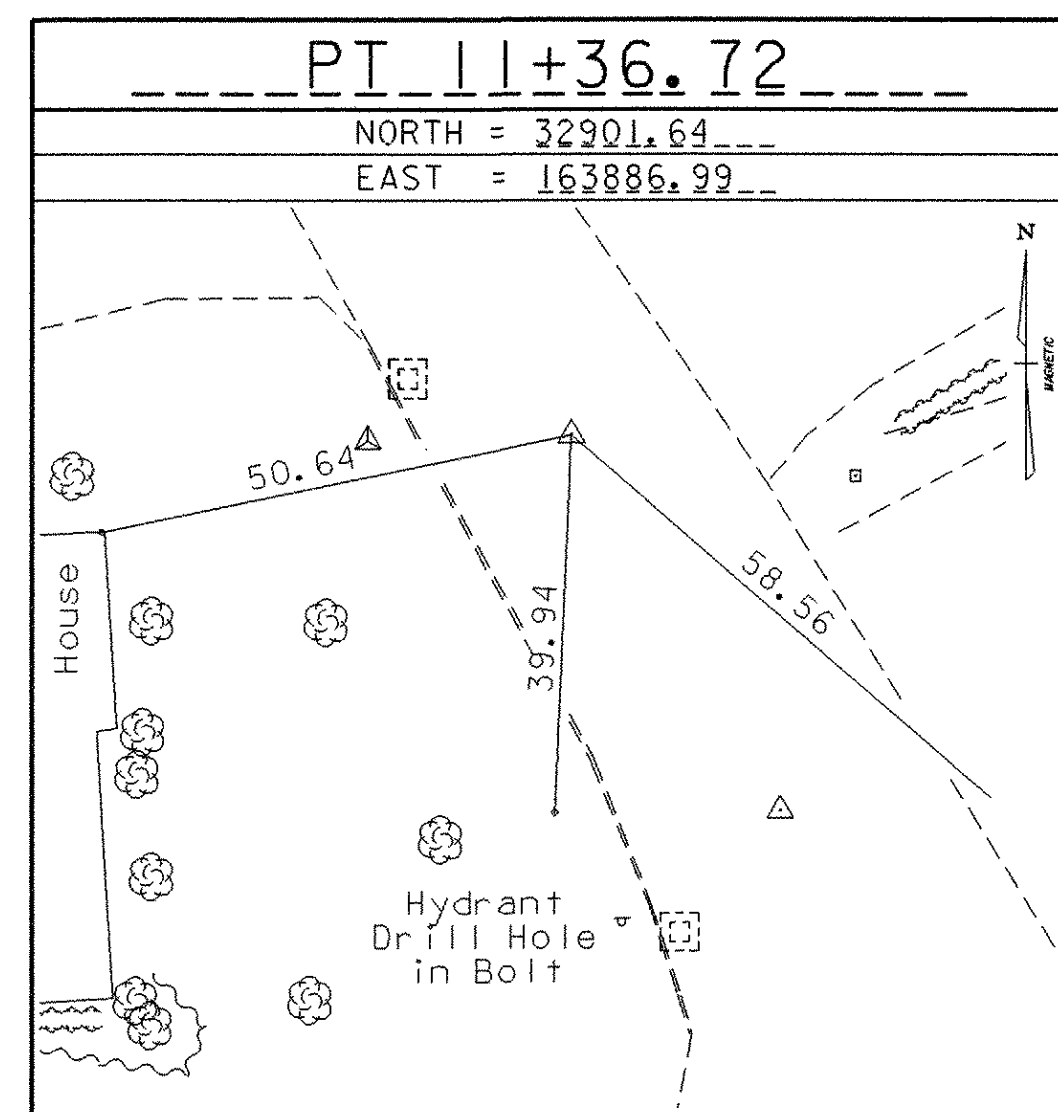 PT 11+36.72
NORTH = 32901.64
EAST = 163886.99
N
MAGNETIC
50.64
58.56
39.94
House
Hydrant
Drill Hole
in Bolt